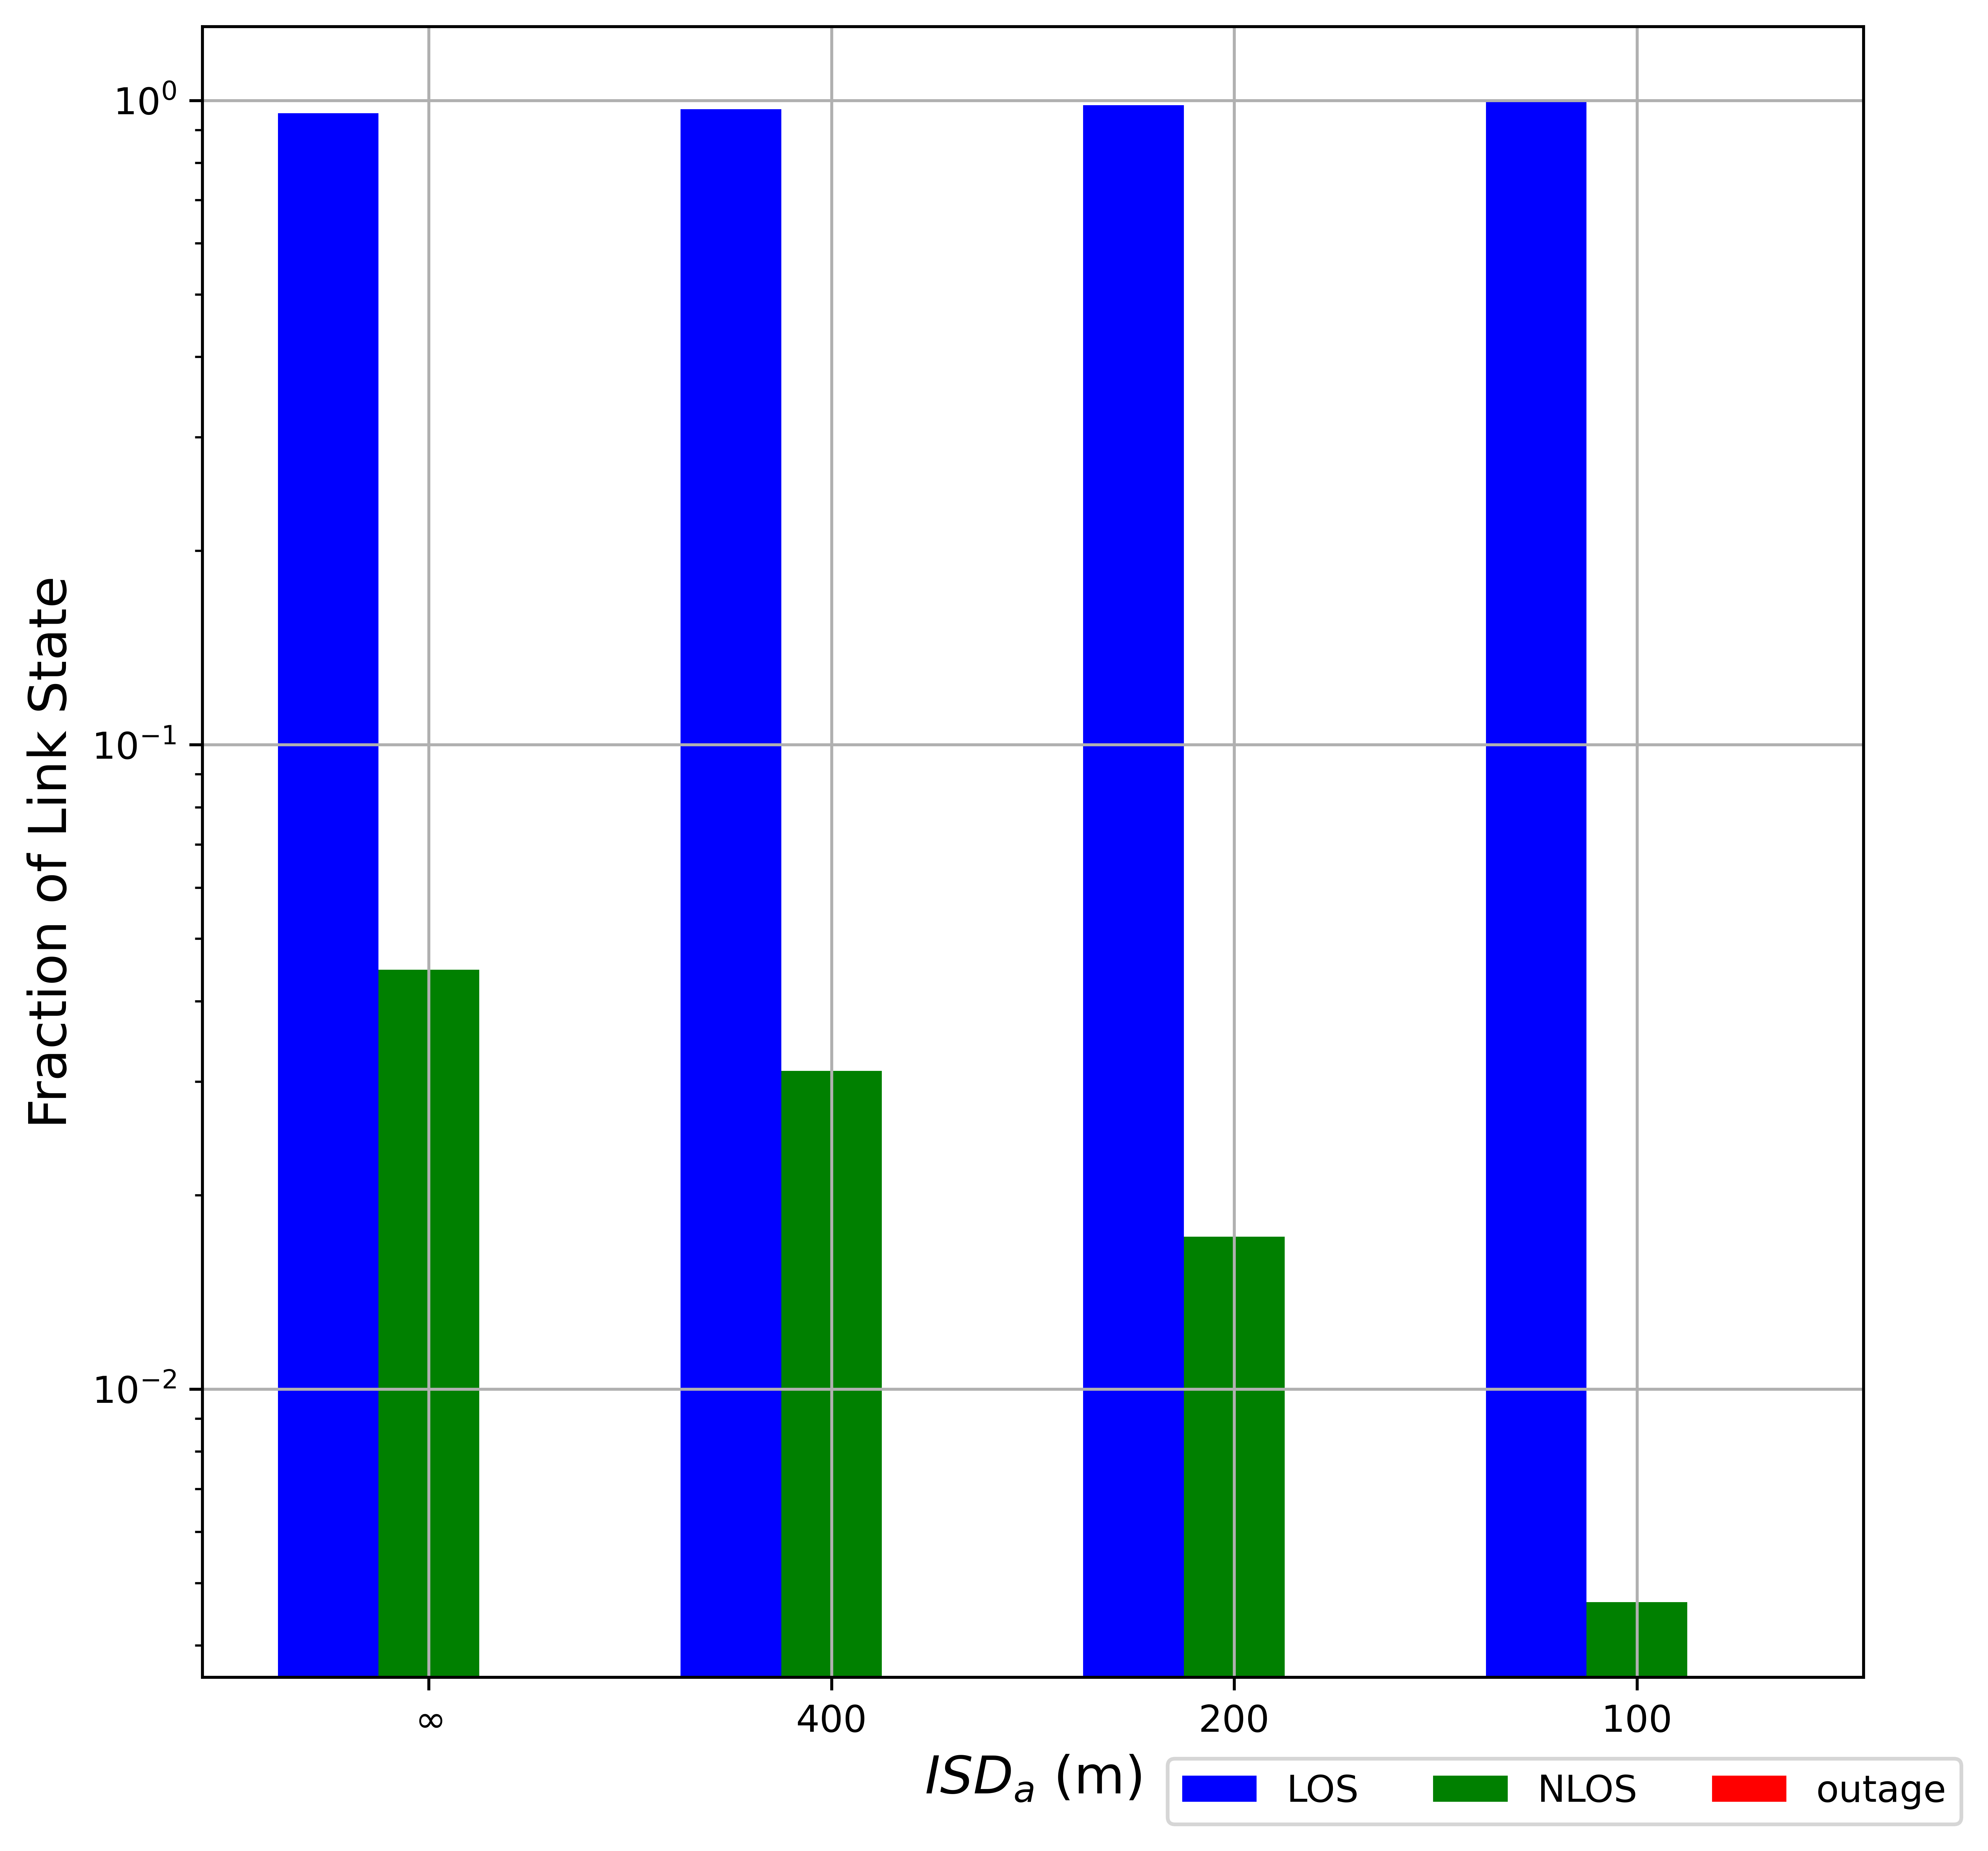 Fraction of Link State
10⁰
10⁻¹
10⁻²
∞ 400 200 100
ISDₐ (m)
LOS NLOS outage